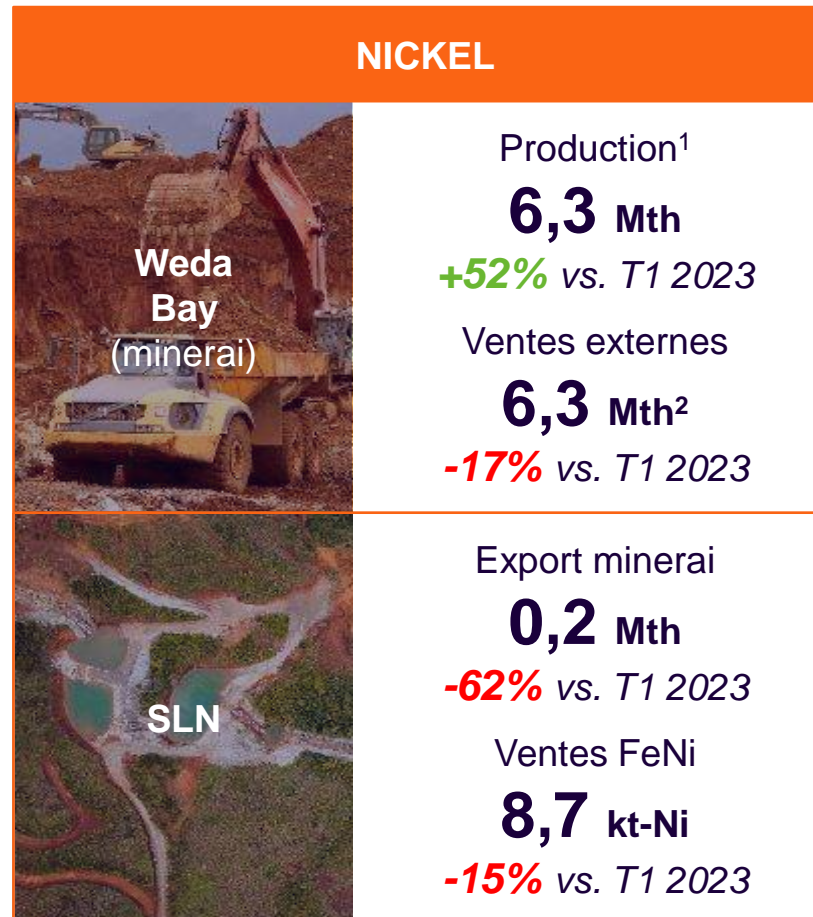 NICKEL
Weda
Bay
(minerai)
Production¹
6,3 Mth
+52% vs. T1 2023
Ventes externes
6,3 Mth²
-17% vs. T1 2023
SLN
Export minerai
0,2 Mth
-62% vs. T1 2023
Ventes FeNi
8,7 kt-Ni
-15% vs. T1 2023